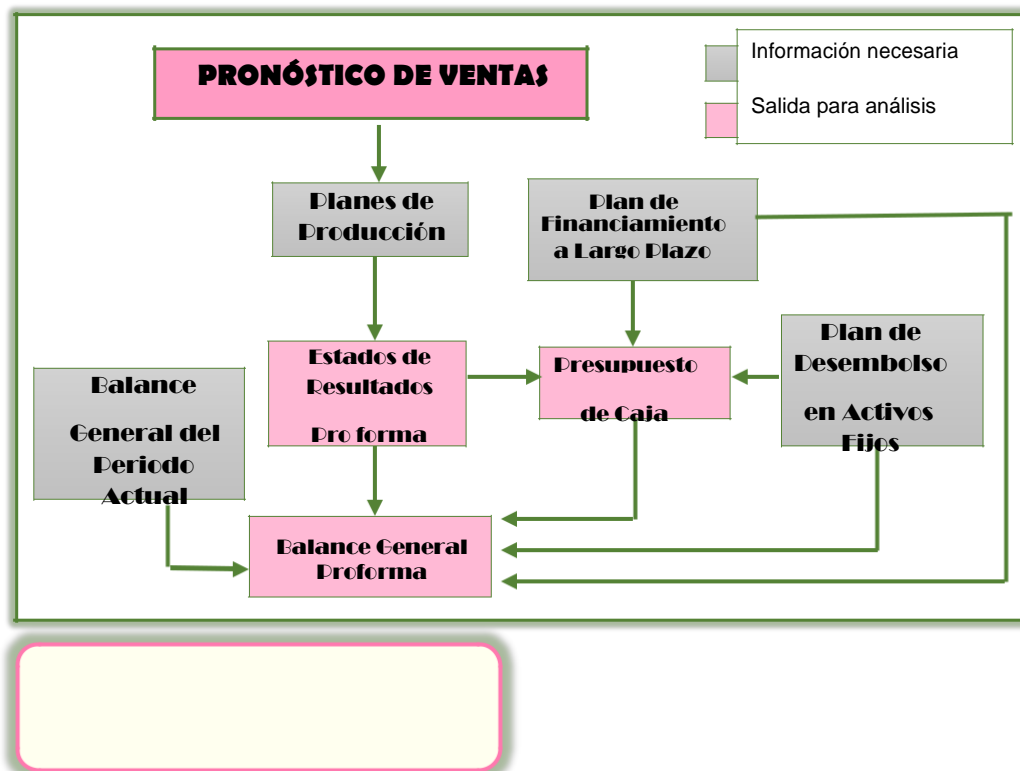 PRONÓSTICO DE VENTAS
Información necesaria
Salida para análisis
Planes de
Producción
Plan de
Financiamiento
a Largo Plazo
Estados de
Resultados
Pro forma
Presupuesto
de Caja
Plan de
Desembolso
en Activos
Fijos
Balance
General del
Periodo
Actual
Balance General
Proforma